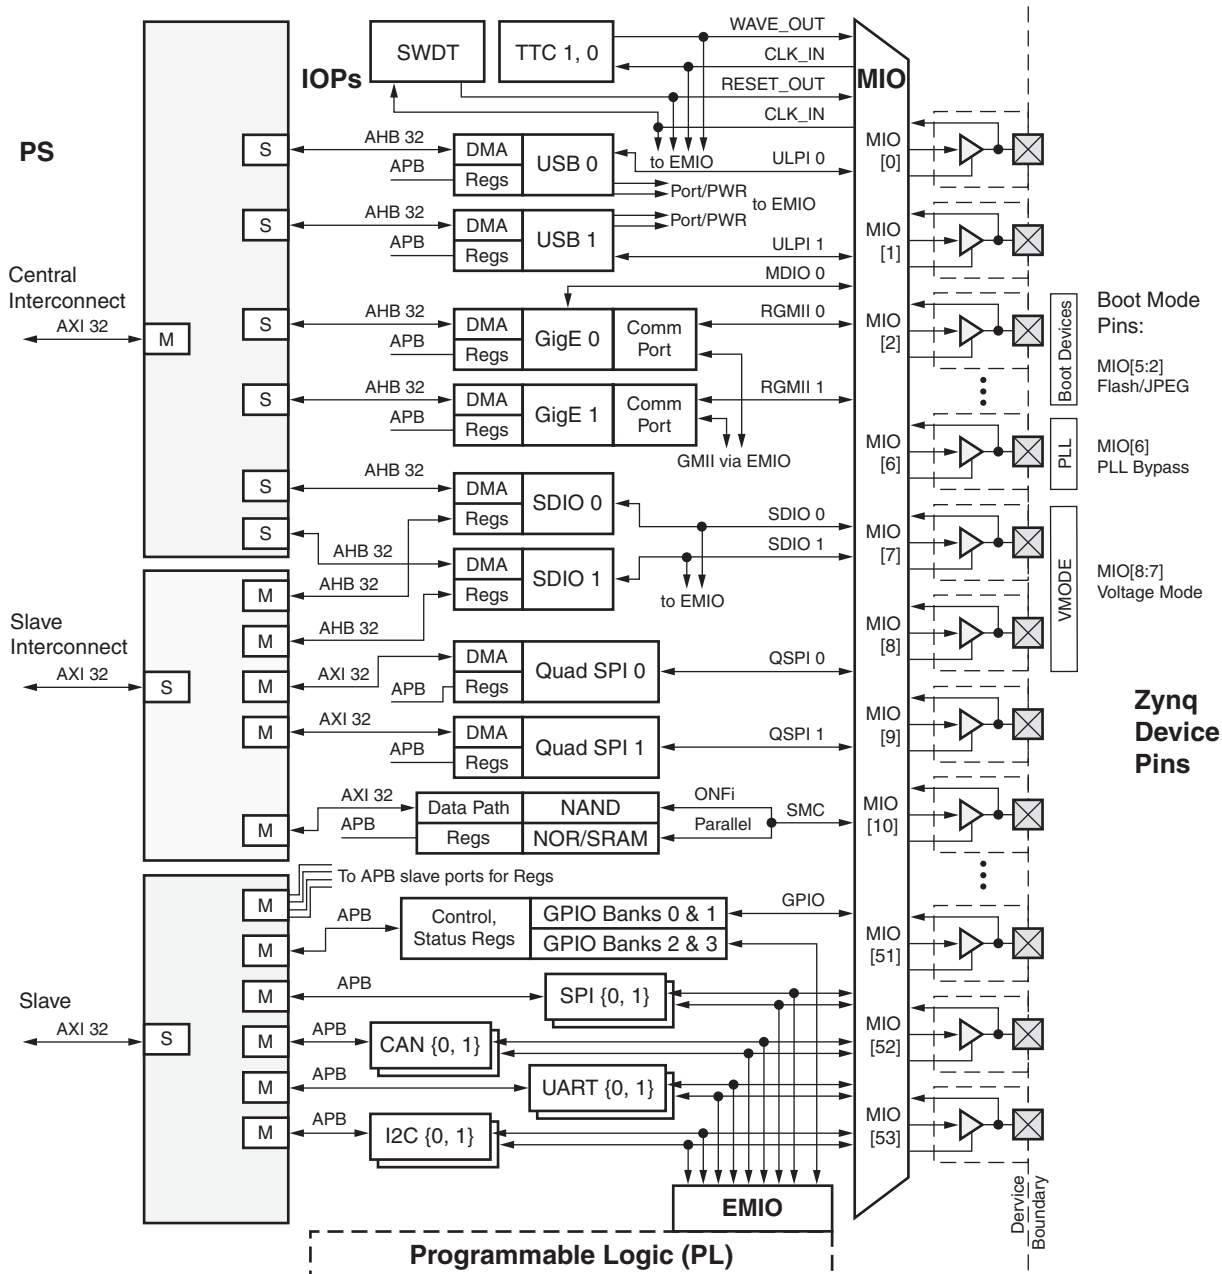 WAVE_OUT
SWDT
TTC 1, 0
CLK_IN
IOPs
MIO
RESET_OUT
CLK_IN
PS
S
AHB 32
DMA
USB 0
APB
Regs
to EMIO
ULPI 0
MIO
[0]
Port/PWR
to EMIO
S
AHB 32
DMA
USB 1
APB
Regs
Port/PWR
ULPI 1
MIO
[1]
MDIO 0
Central
Interconnect
AXI 32
M
S
AHB 32
DMA
GigE 0
Comm
Port
APB
Regs
RGMII 0
MIO
[2]
Boot Devices
Boot Mode
Pins:
MIO[5:2]
Flash/JPEG
S
AHB 32
DMA
GigE 1
Comm
Port
APB
Regs
RGMII 1
GMII via EMIO
MIO
[6]
PLL
MIO[6]
PLL Bypass
S
AHB 32
DMA
SDIO 0
Regs
SDIO 0
S
AHB 32
DMA
SDIO 1
Regs
SDIO 1
to EMIO
MIO
[7]
VMODE
MIO[8:7]
Voltage Mode
M
AHB 32
M
AHB 32
MIO
[8]
Slave
Interconnect
AXI 32
S
M
AXI 32
DMA
Quad SPI 0
APB
Regs
QSPI 0
M
AXI 32
DMA
Quad SPI 1
APB
Regs
QSPI 1
MIO
[9]
Zynq
Device
Pins
M
AXI 32
Data Path
NAND
ONFi
APB
Regs
NOR/SRAM
Parallel
SMC
MIO
[10]
M
To APB slave ports for Regs
M
APB
Control,
Status Regs
GPIO Banks 0 & 1
GPIO Banks 2 & 3
GPIO
MIO
[51]
Slave
AXI 32
S
M
APB
SPI {0, 1}
M
APB
CAN {0, 1}
MIO
[52]
M
APB
UART {0, 1}
M
APB
I2C {0, 1}
MIO
[53]
EMIO
Dervice
Boundary
Programmable Logic (PL)